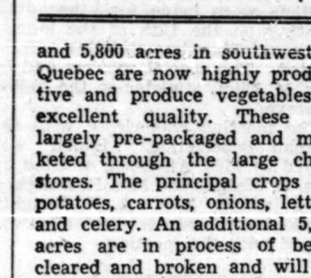 and 5,800 acres in southwest
Quebec are now highly prod
tive and produce vegetables
excellent quality. These
largely pre-packaged and m
keted through the large ch
stores. The principal crops
potatoes, carrots, onions, lett
and celery. An additional 5,
acres are in process of be
cleared and broken and will